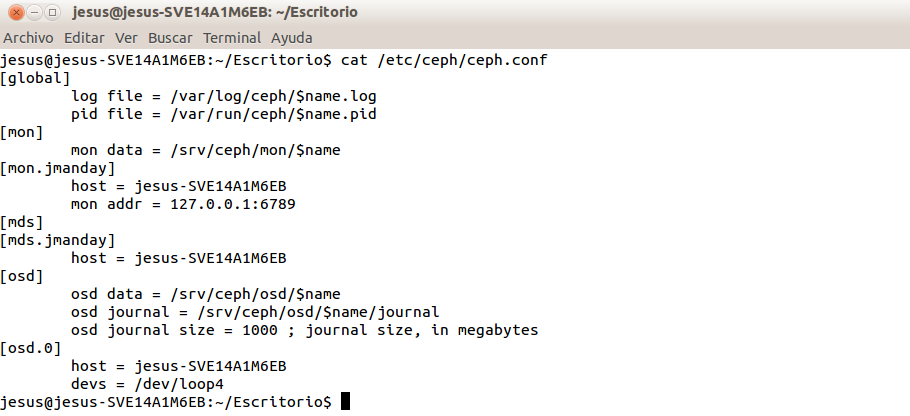 jesus@jesus-SVE14A1M6EB: ~/Escritorio
Archivo Editar Ver Buscar Terminal Ayuda
jesus@jesus-SVE14A1M6EB:~/Escritorio$ cat /etc/ceph/ceph.conf
[global]
        log file = /var/log/ceph/$name.log
        pid file = /var/run/ceph/$name.pid
[mon]
        mon data = /srv/ceph/mon/$name
[mon.jmanday]
        host = jesus-SVE14A1M6EB
        mon addr = 127.0.0.1:6789
[mds]
[mds.jmanday]
        host = jesus-SVE14A1M6EB
[osd]
        osd data = /srv/ceph/osd/$name
        osd journal = /srv/ceph/osd/$name/journal
        osd journal size = 1000 ; journal size, in megabytes
[osd.0]
        host = jesus-SVE14A1M6EB
        devs = /dev/loop4
jesus@jesus-SVE14A1M6EB:~/Escritorio$